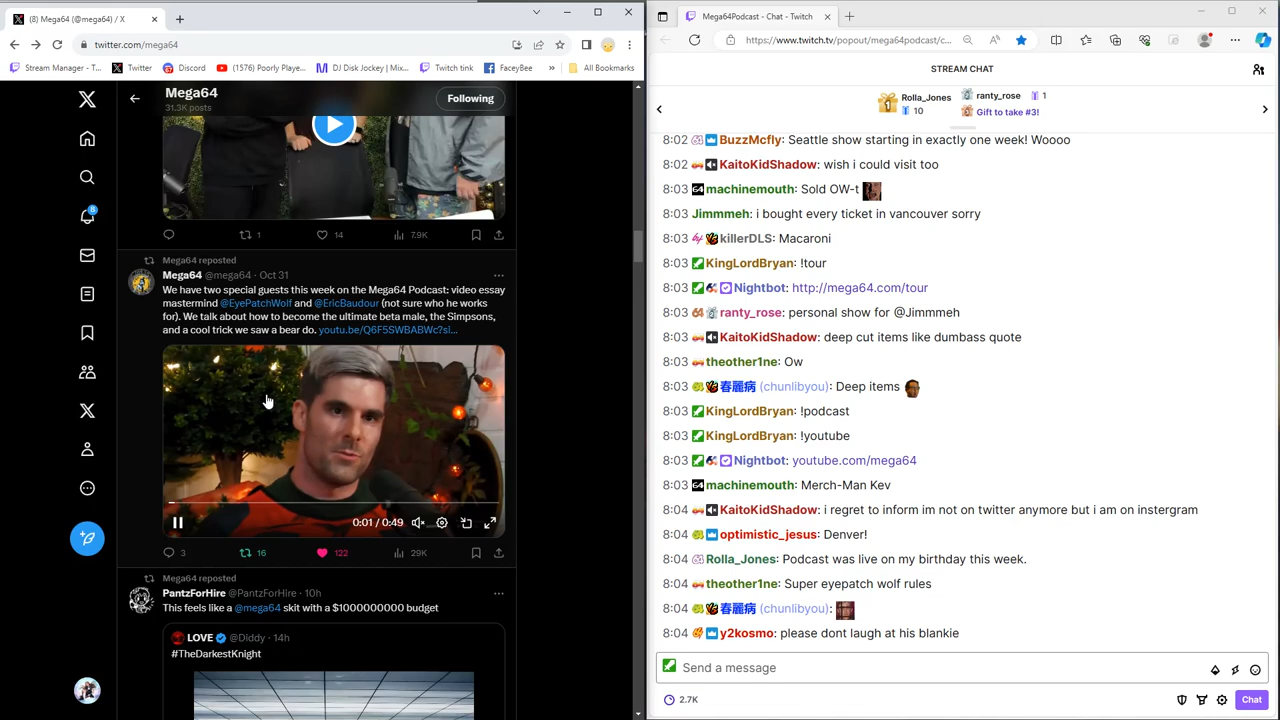 (8) Mega64 (@mega64) / X
twitter.com/mega64
Stream Manager - T...
Twitter
Discord
(1576) Poorly Playe...
DJ Disk Jockey | Mix...
Twitch tink
FaceyBee
»
All Bookmarks
Mega64
31.3K posts
Following
1
14
7.9K
Mega64 reposted
Mega64 @mega64 · Oct 31
We have two special guests this week on the Mega64 Podcast: video essay
mastermind @EyePatchWolf and @EricBaudour (not sure who he works
for). We talk about how to become the ultimate beta male, the Simpsons,
and a cool trick we saw a bear do. youtu.be/Q6F5SWBABWc?si...
0:01 / 0:49
3
16
122
29K
Mega64 reposted
PantzForHire @PantzForHire · 10h
This feels like a @mega64 skit with a $1000000000 budget
LOVE @Diddy · 14h
#TheDarkestKnight
8
Mega64Podcast - Chat - Twitch
https://www.twitch.tv/popout/mega64podcast/c...
STREAM CHAT
1
Rolla_Jones
10
ranty_rose 1
Gift to take #3!
8:02 BuzzMcfly: Seattle show starting in exactly one week! Woooo
8:02 KaitoKidShadow: wish i could visit too
8:03 machinemouth: Sold OW-t
8:03 Jimmmeh: i bought every ticket in vancouver sorry
8:03 killerDLS: Macaroni
8:03 KingLordBryan: !tour
8:03 Nightbot: http://mega64.com/tour
8:03 ranty_rose: personal show for @Jimmmeh
8:03 KaitoKidShadow: deep cut items like dumbass quote
8:03 theother1ne: Ow
8:03 春麗病 (chunlibyou): Deep items
8:03 KingLordBryan: !podcast
8:03 KingLordBryan: !youtube
8:03 Nightbot: youtube.com/mega64
8:03 machinemouth: Merch-Man Kev
8:04 KaitoKidShadow: i regret to inform im not on twitter anymore but i am on instergram
8:04 optimistic_jesus: Denver!
8:04 Rolla_Jones: Podcast was live on my birthday this week.
8:04 theother1ne: Super eyepatch wolf rules
8:04 春麗病 (chunlibyou):
8:04 y2kosmo: please dont laugh at his blankie
Send a message
2.7K
Chat